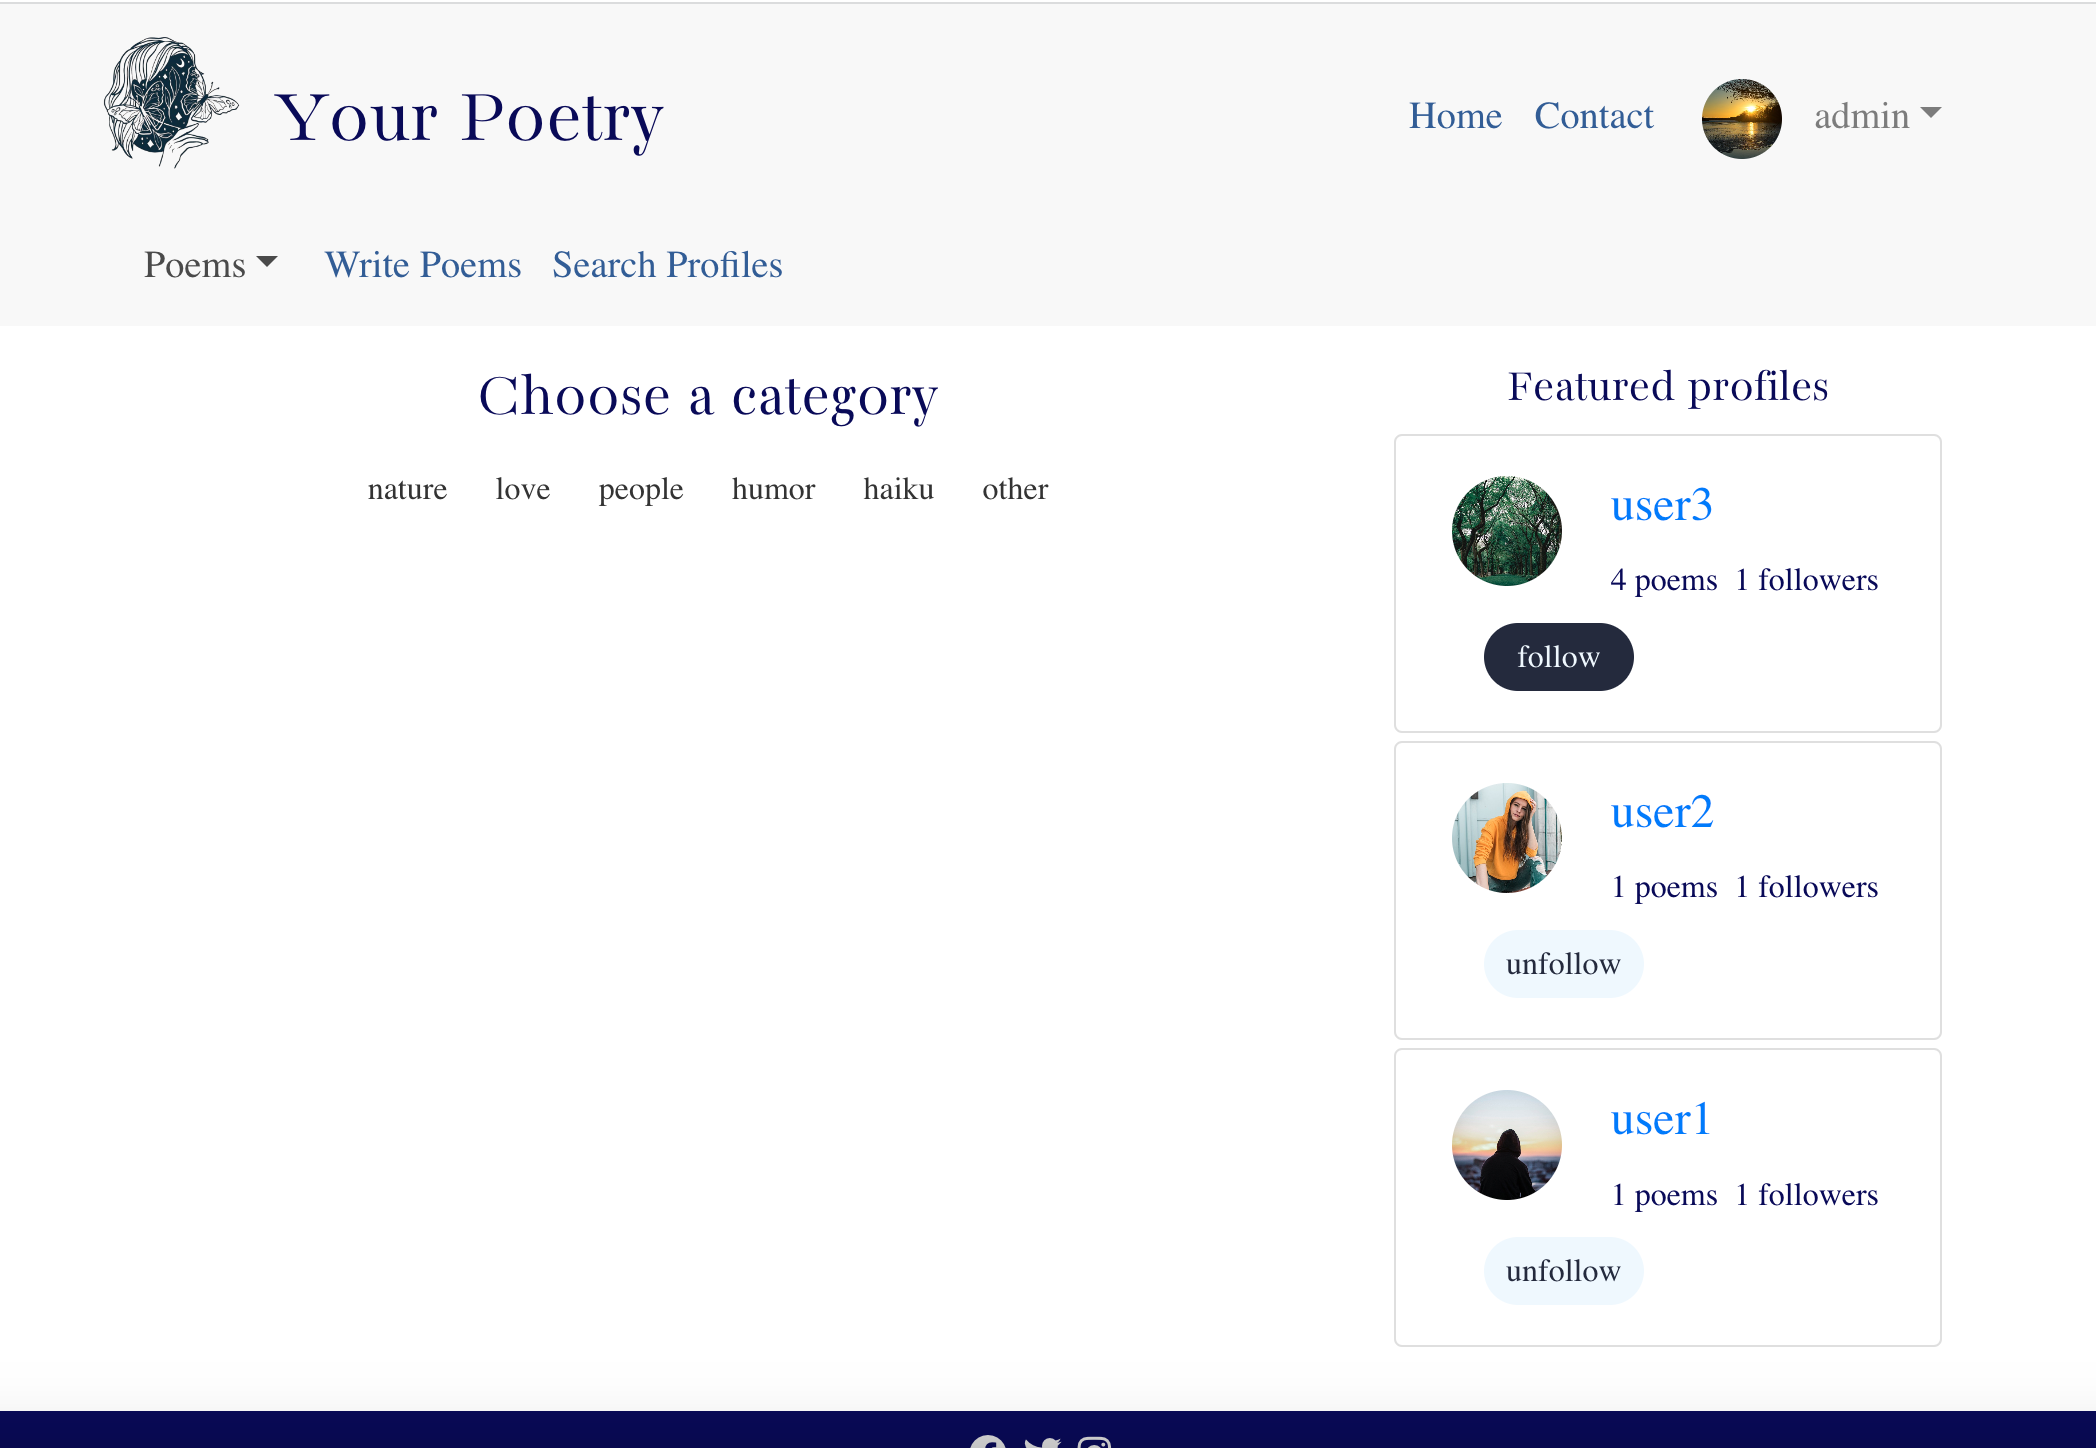 Your Poetry
Home Contact admin
Poems Write Poems Search Profiles
Choose a category
nature love people humor haiku other
Featured profiles
user3
4 poems 1 followers
follow
user2
1 poems 1 followers
unfollow
user1
1 poems 1 followers
unfollow